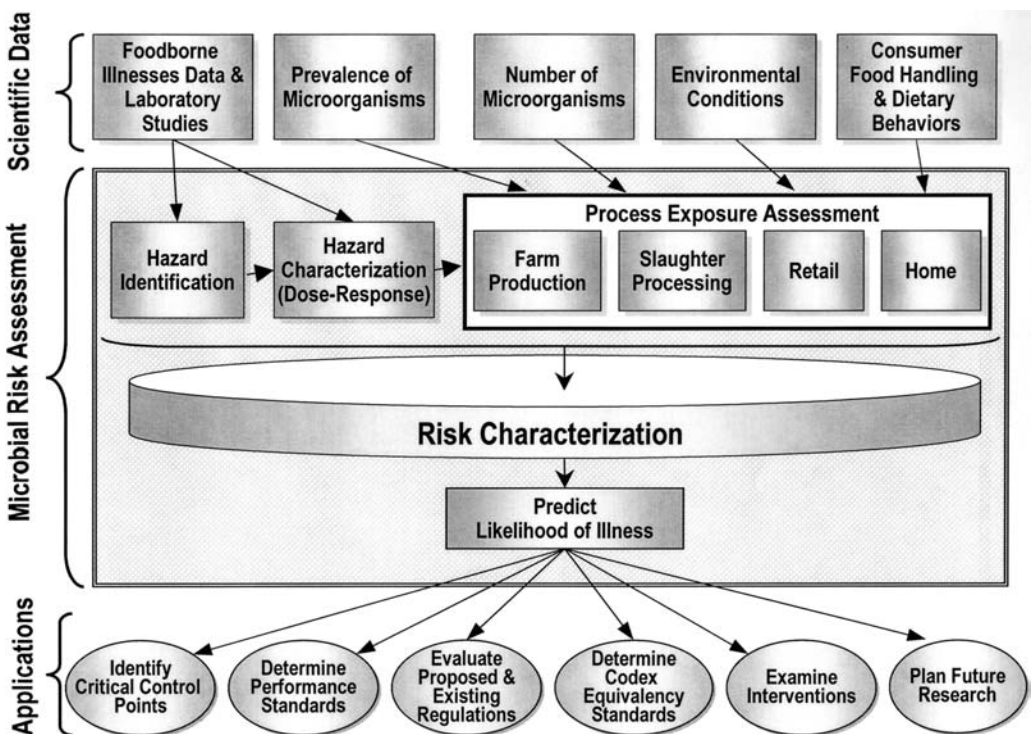 Scientific Data
Foodborne
Illnesses Data &
Laboratory
Studies
Prevalence of
Microorganisms
Number of
Microorganisms
Environmental
Conditions
Consumer
Food Handling
& Dietary
Behaviors
Microbial Risk Assessment
Hazard
Identification
Hazard
Characterization
(Dose-Response)
Process Exposure Assessment
Farm
Production
Slaughter
Processing
Retail
Home
Risk Characterization
Predict
Likelihood of Illness
Applications
Identify
Critical Control
Points
Determine
Performance
Standards
Evaluate
Proposed &
Existing
Regulations
Determine
Codex
Equivalency
Standards
Examine
Interventions
Plan Future
Research